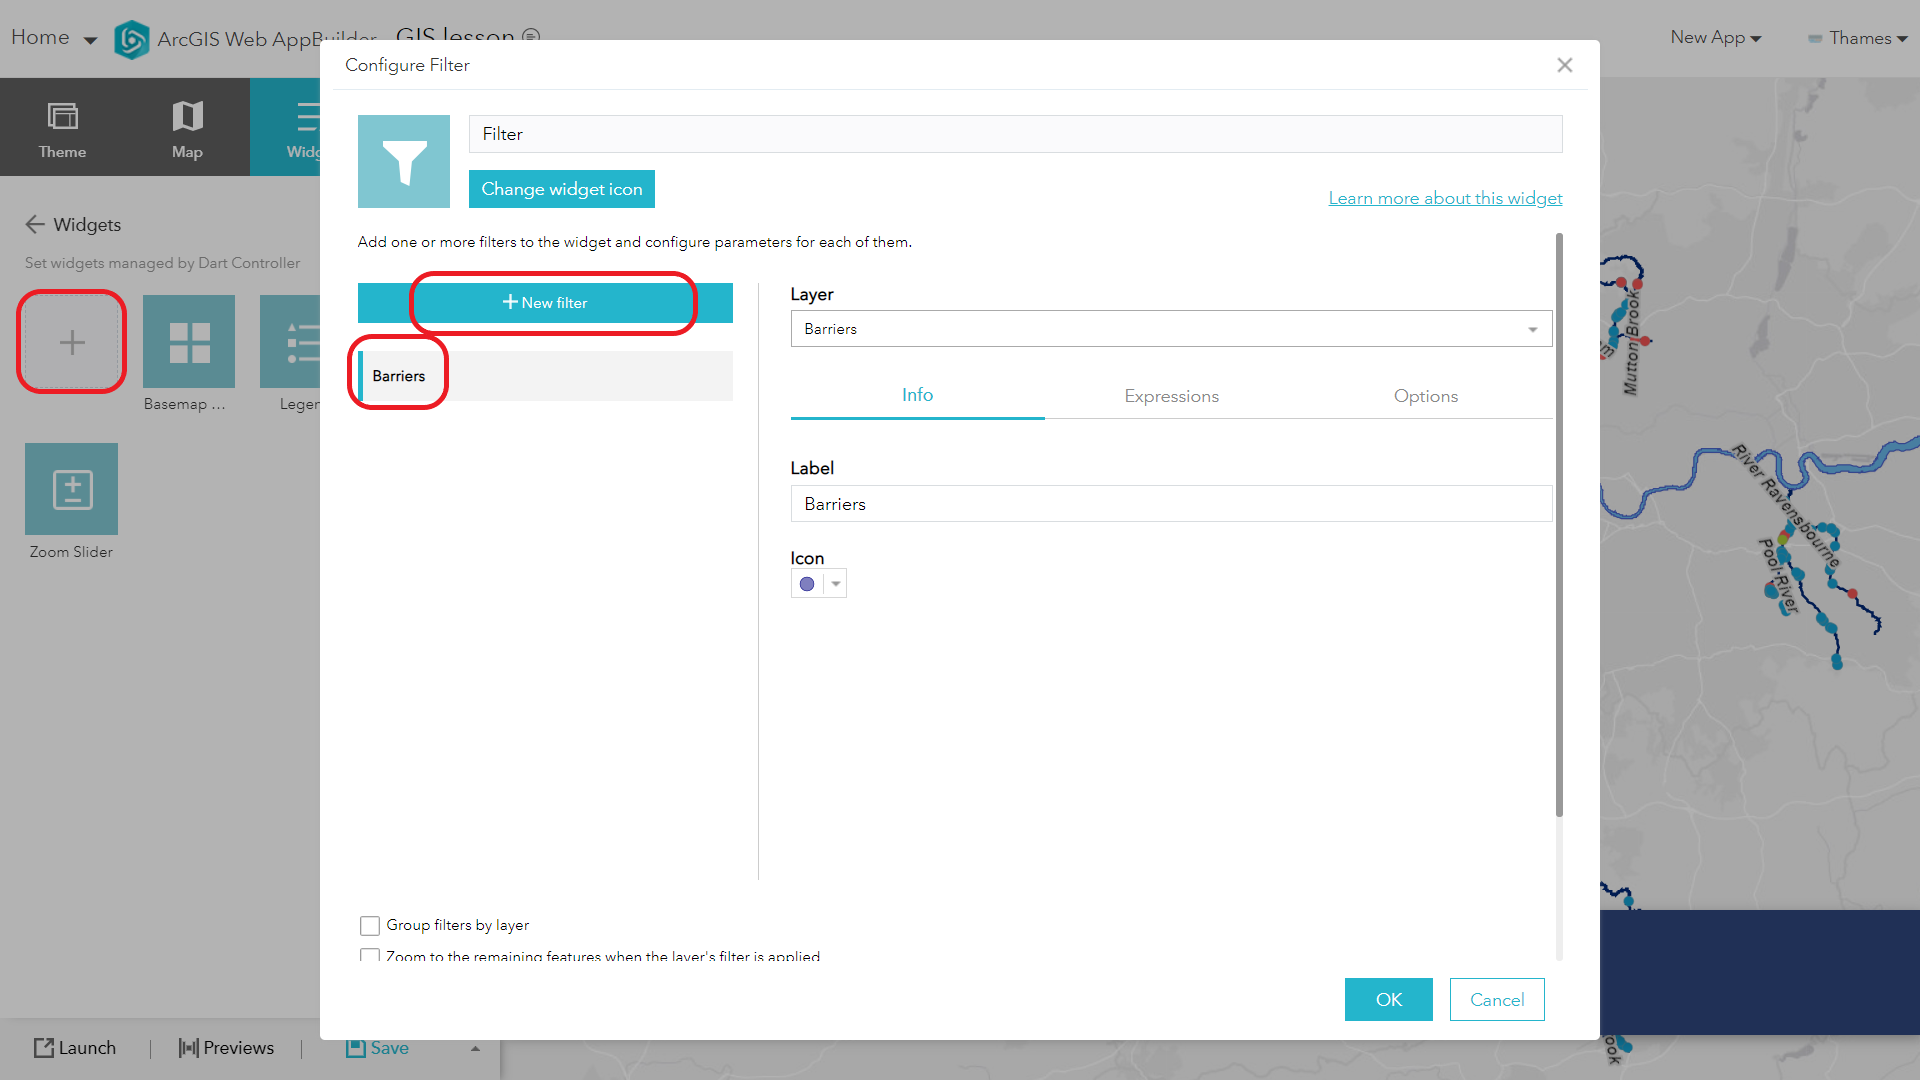 Home
ArcGIS Web AppBuilder
GIS lesson
New App
Thames
Configure Filter
Theme
Map
Filter
Change widget icon
Learn more about this widget
Widgets
Set widgets managed by Dart Controller
Add one or more filters to the widget and configure parameters for each of them.
New filter
Barriers
Layer
Barriers
Info
Expressions
Options
Label
Barriers
Icon
Basemap ...
Zoom Slider
Mutton Brook
River Ravensbourne
Pool River
Group filters by layer
Zoom to the remaining features when the layer's filter is applied
OK
Cancel
Launch
Previews
Save